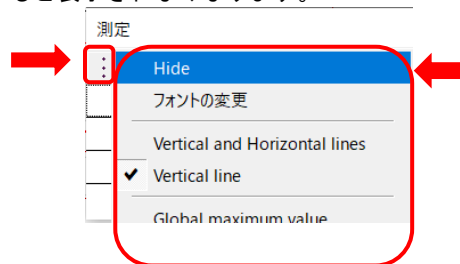 測定
Hide
フォントの変更
Vertical and Horizontal lines
Vertical line
Global maximum value